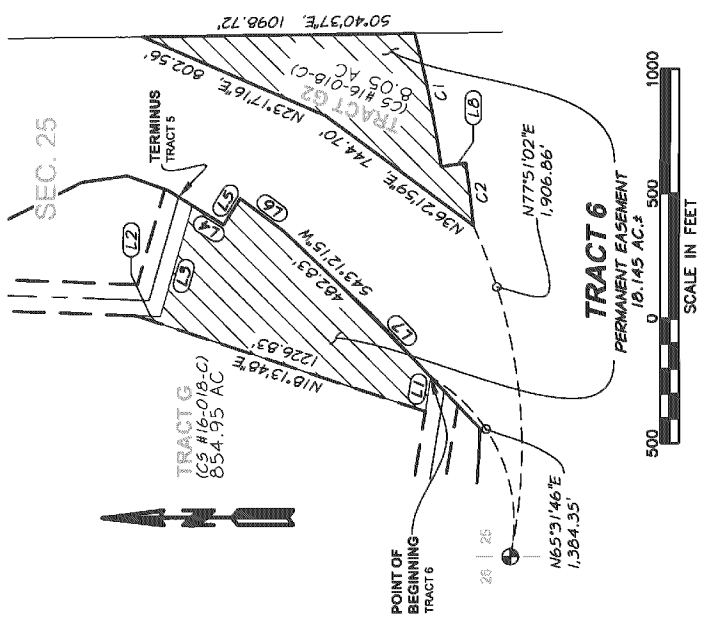 50°40'37"E, 1098.72'
SEC. 25
802.56'
N23°17'16"E,
TRACT G2
(CS #16-018-C)
6.05 AC
TERMINUS
TRACT 5
L2
L3
L4
L5
L6
L8
C1
C2
744.70'
N36°21'59"E,
N77°51'02"E
1,906.86'
TRACT G
(CS #16-018-C)
854.95 AC
N18°13'48"E
1226.83'
543°12'15"W
482.83'
L7
L1
TRACT 6
PERMANENT EASEMENT
18.145 AC.±
POINT OF
BEGINNING
TRACT 6
26 | 25
N65°31'46"E
1,384.35'
500 0 500 1000
SCALE IN FEET